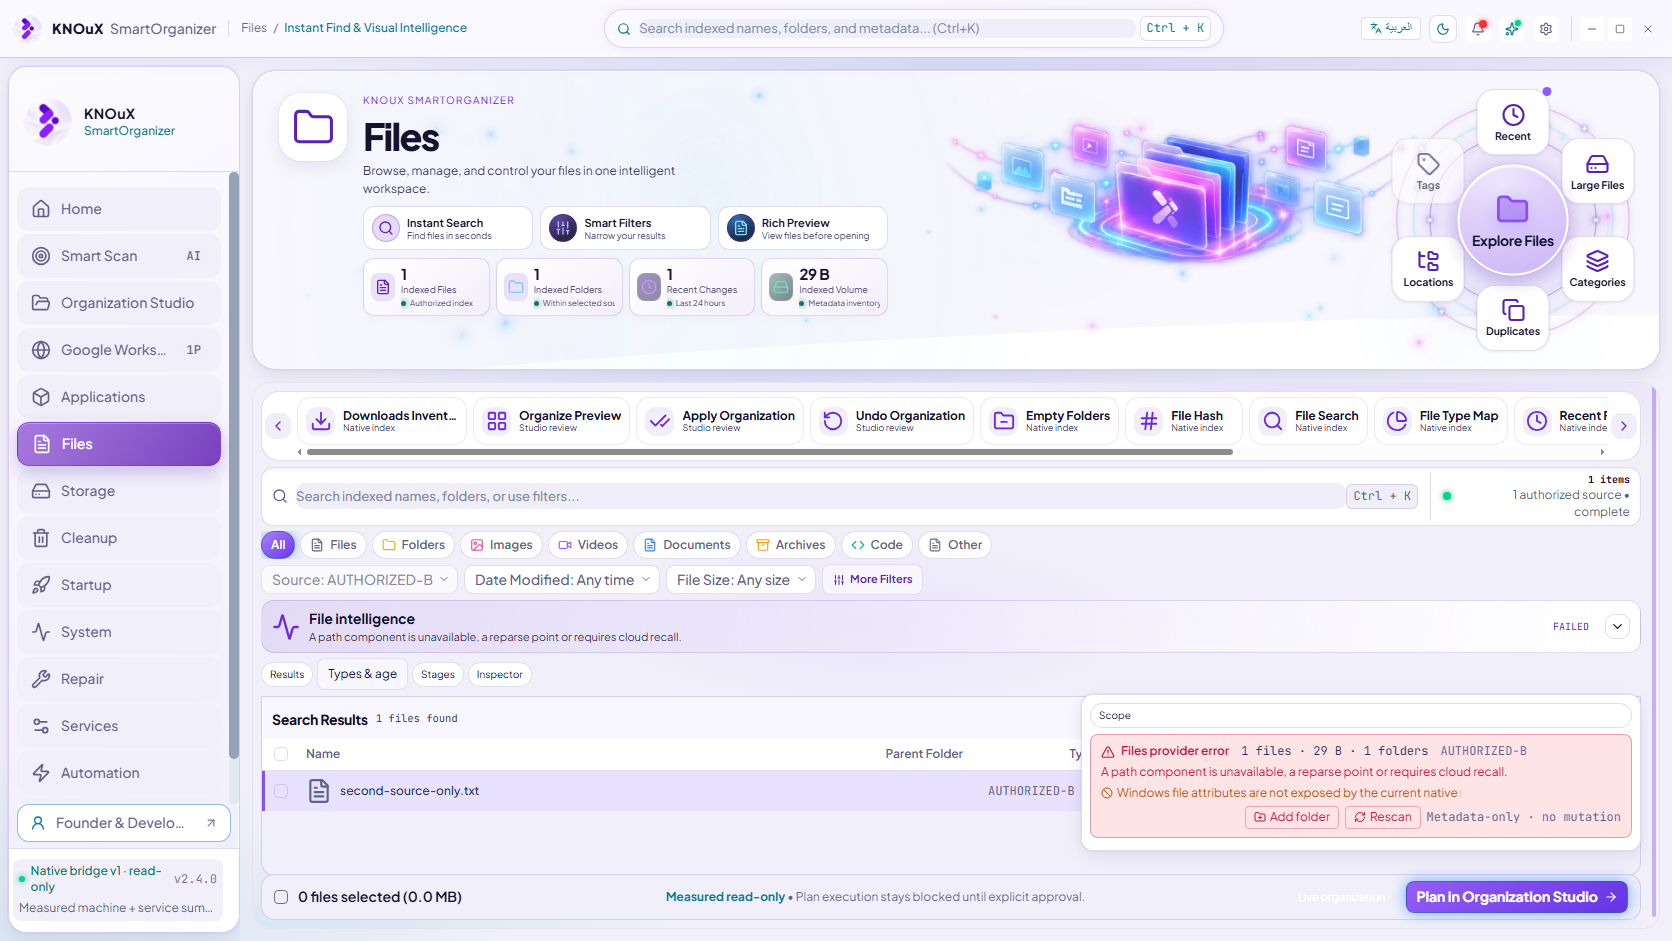 KNOuX SmartOrganizer
Files / Instant Find & Visual Intelligence
Search indexed names, folders, and metadata... (Ctrl+K)
Ctrl + K
العربية
KNOuX
SmartOrganizer
Home
Smart Scan AI
Organization Studio
Google Works... 1P
Applications
Files
Storage
Cleanup
Startup
System
Repair
Services
Automation
Founder & Develo...
Native bridge v1 · read-only
v2.4.0
Measured machine + service sum...
KNOUX SMARTORGANIZER
Files
Browse, manage, and control your files in one intelligent
workspace.
Instant Search
Find files in seconds
Smart Filters
Narrow your results
Rich Preview
View files before opening
1
Indexed Files
Authorized index
1
Indexed Folders
Within selected sou
1
Recent Changes
Last 24 hours
29 B
Indexed Volume
Metadata inventory
Recent
Tags
Large Files
Explore Files
Locations
Categories
Duplicates
Downloads Invent...
Native index
Organize Preview
Studio review
Apply Organization
Studio review
Undo Organization
Studio review
Empty Folders
Native index
File Hash
Native index
File Search
Native index
File Type Map
Native index
Recent F
Native inde
Search indexed names, folders, or use filters...
Ctrl + K
1 items
1 authorized source •
complete
All
Files
Folders
Images
Videos
Documents
Archives
Code
Other
Source: AUTHORIZED-B
Date Modified: Any time
File Size: Any size
More Filters
File intelligence
A path component is unavailable, a reparse point or requires cloud recall.
FAILED
Results
Types & age
Stages
Inspector
Search Results 1 files found
Name
Parent Folder
Ty
second-source-only.txt
AUTHORIZED-B
Scope
Files provider error 1 files · 29 B · 1 folders AUTHORIZED-B
A path component is unavailable, a reparse point or requires cloud recall.
Windows file attributes are not exposed by the current native
Add folder
Rescan
Metadata-only · no mutation
0 files selected (0.0 MB)
Measured read-only • Plan execution stays blocked until explicit approval.
Live organization
Plan in Organization Studio